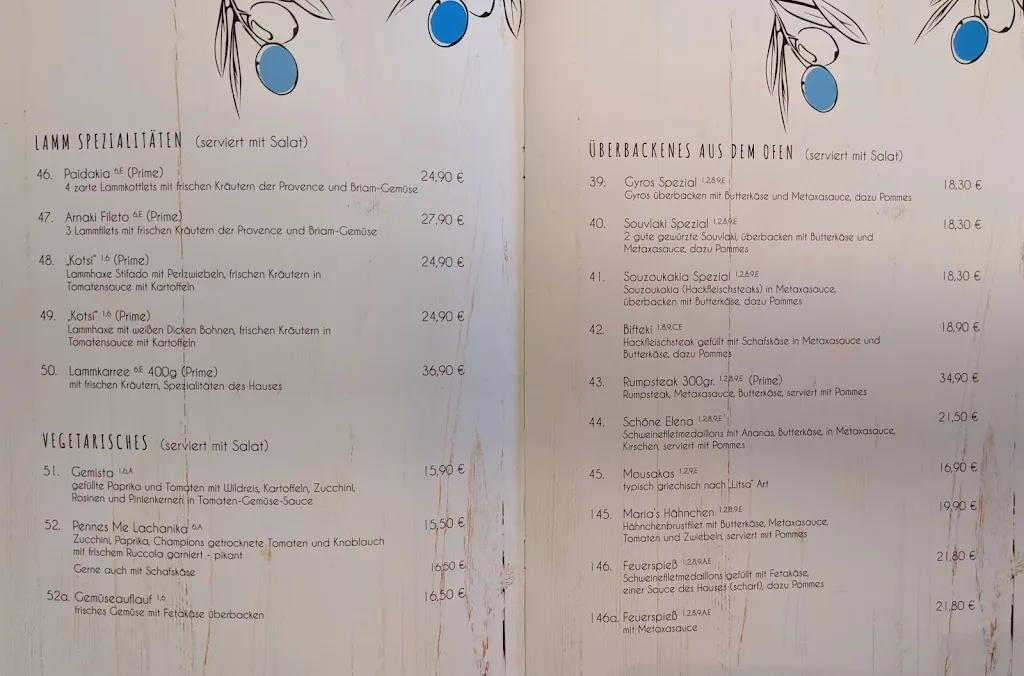 LAMM SPEZIALITÄTEN (serviert mit Salat)
46. Paidakia 6,E (Prime) 24,90 €
4 zarte Lammkottlets mit frischen Kräutern der Provence und Briam-Gemüse
47. Arnaki Fileto 6,E (Prime) 27,90 €
3 Lammfilets mit frischen Kräutern der Provence und Briam-Gemüse
48. „Kotsi" 1,6 (Prime) 24,90 €
Lammhaxe Stifado mit Perlzwiebeln, frischen Kräutern in
Tomatensauce mit Kartoffeln
49. „Kotsi" 1,6 (Prime) 24,90 €
Lammhaxe mit weißen Dicken Bohnen, frischen Kräutern in
Tomatensauce mit Kartoffeln
50. Lammkarree 6,E 400g (Prime) 36,90 €
mit frischen Kräutern, Spezialitäten des Hauses
VEGETARISCHES (serviert mit Salat)
51. Gemista 1,6,A 15,90 €
gefüllte Paprika und Tomaten mit Wildreis, Kartoffeln, Zucchini,
Rosinen und Pinienkernen in Tomaten-Gemüse-Sauce
52. Pennes Me Lachanika 6,A 15,50 €
Zucchini, Paprika, Champions getrocknete Tomaten und Knoblauch
mit frischem Ruccola garniert - pikant
Gerne auch mit Schafskäse 16,50 €
52a. Gemüseauflauf 1,6 16,50 €
frisches Gemüse mit Fetakäse überbacken
ÜBERBACKENES AUS DEM OFEN (serviert mit Salat)
39. Gyros Spezial 1,2,8,9,E 18,30 €
Gyros überbacken mit Butterkäse und Metaxasauce, dazu Pommes
40. Souvlaki Spezial 1,2,8,9,E 18,30 €
2 gute gewürzte Souvlaki, überbacken mit Butterkäse und
Metaxasauce, dazu Pommes
41. Souzoukakia Spezial 1,2,8,9,E 18,30 €
Souzoukakia (Hackfleischsteaks) in Metaxasauce,
überbacken mit Butterkäse, dazu Pommes
42. Bifteki 1,8,9,C,E 18,90 €
Hackfleischsteak gefüllt mit Schafskäse in Metaxasauce und
Butterkäse, dazu Pommes
43. Rumpsteak 300gr. 1,2,8,9,E (Prime) 34,90 €
Rumpsteak, Metaxasauce, Butterkäse, serviert mit Pommes
44. Schöne Elena 1,2,8,9,E 21,50 €
Schweinefiletmedaillons mit Ananas, Butterkäse, in Metaxasauce,
Kirschen, serviert mit Pommes
45. Mousakas 1,2,9,E 16,90 €
typisch griechisch nach „Litsa" Art
145. Maria's Hähnchen 1,2,8,9,E 19,90 €
Hähnchenbrustfilet mit Butterkäse, Metaxasauce,
Tomaten und Zwiebeln, serviert mit Pommes
146. Feuerspieß 1,2,8,9,A,E 21,80 €
Schweinefiletmedaillons gefüllt mit Fetakäse,
einer Sauce des Hauses (scharf), dazu Pommes
146a. Feuerspieß 1,2,8,9,A,E 21,80 €
mit Metaxasauce